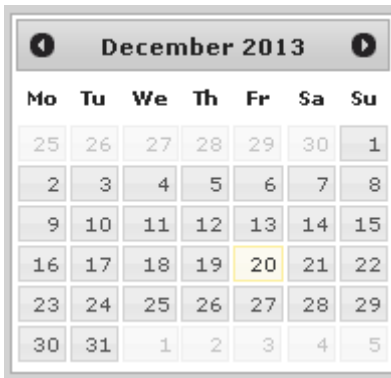 December 2013
Mo Tu We Th Fr Sa Su
25 26 27 28 29 30 1
2 3 4 5 6 7 8
9 10 11 12 13 14 15
16 17 18 19 20 21 22
23 24 25 26 27 28 29
30 31 1 2 3 4 5